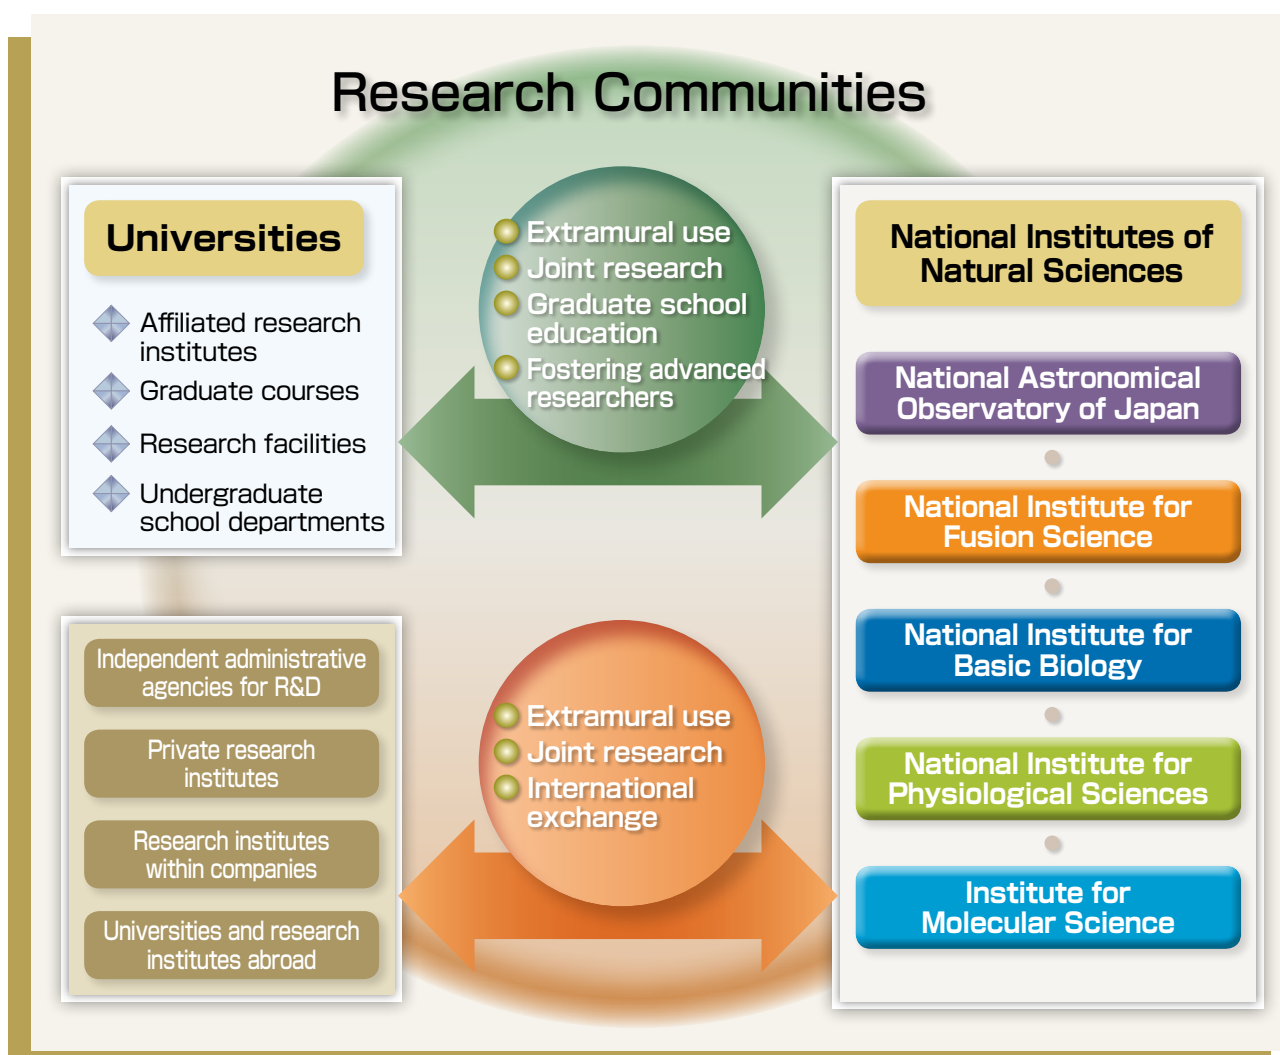 Research Communities
Universities
Affiliated research
institutes
Graduate courses
Research facilities
Undergraduate
school departments
Extramural use
Joint research
Graduate school
education
Fostering advanced
researchers
National Institutes of
Natural Sciences
National Astronomical
Observatory of Japan
National Institute for
Fusion Science
National Institute for
Basic Biology
National Institute for
Physiological Sciences
Institute for
Molecular Science
Independent administrative
agencies for R&D
Private research
institutes
Research institutes
within companies
Universities and research
institutes abroad
Extramural use
Joint research
International
exchange